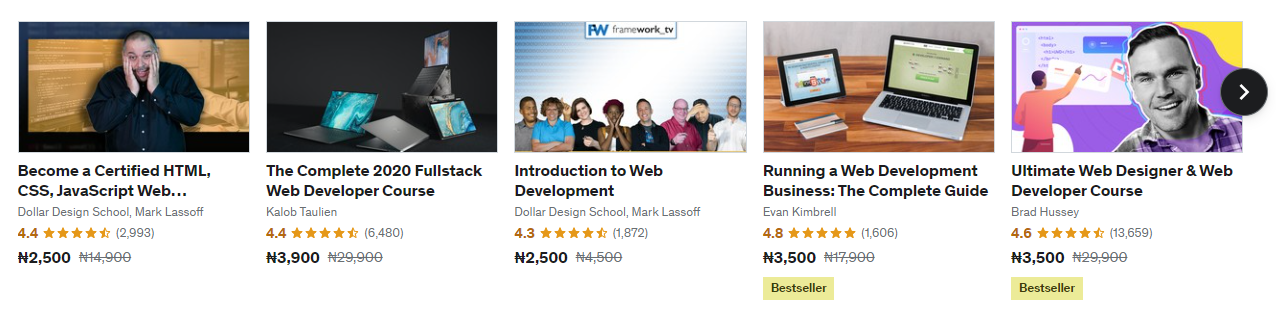 FW framework_tv
Become a Certified HTML,
CSS, JavaScript Web...
Dollar Design School, Mark Lassoff
4.4 (2,993)
₦2,500 ₦14,900
The Complete 2020 Fullstack
Web Developer Course
Kalob Taulien
4.4 (6,480)
₦3,900 ₦29,900
Introduction to Web
Development
Dollar Design School, Mark Lassoff
4.3 (1,872)
₦2,500 ₦4,500
Running a Web Development
Business: The Complete Guide
Evan Kimbrell
4.8 (1,606)
₦3,500 ₦17,900
Bestseller
<html>
<body>
Ultimate Web Designer & Web
Developer Course
Brad Hussey
4.6 (13,659)
₦3,500 ₦29,900
Bestseller